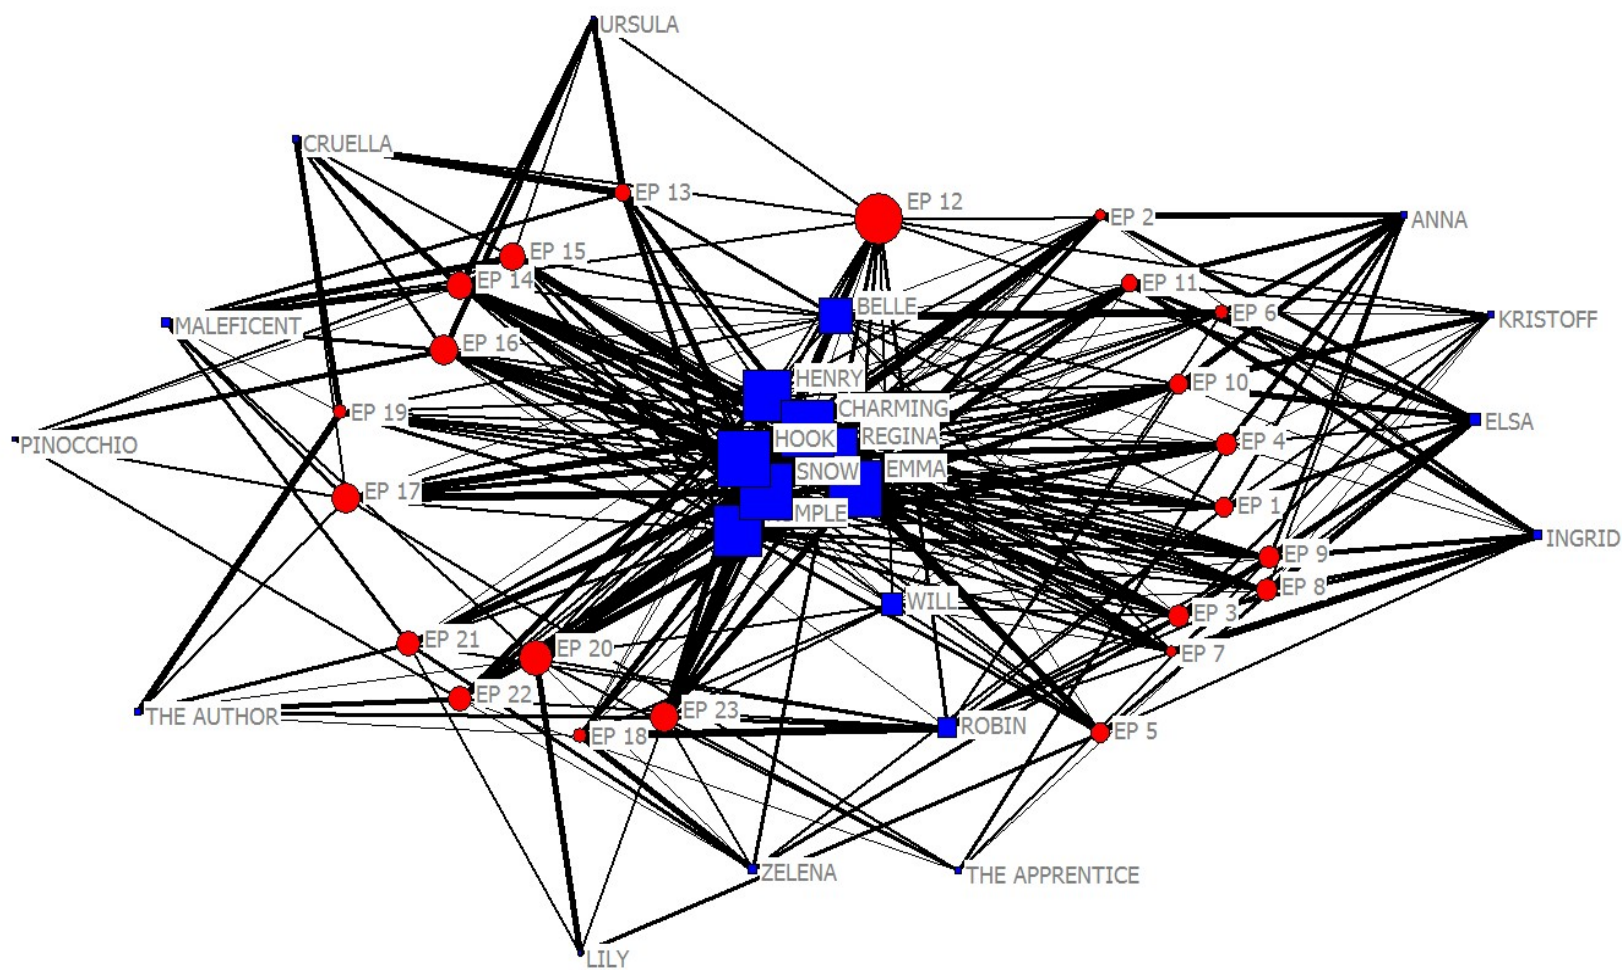 URSULA
CRUELLA
EP 13
EP 12
EP 2
ANNA
EP 15
EP 14
EP 11
EP 6
BELLE
KRISTOFF
MALEFICENT
EP 16
HENRY
EP 10
EP 19
CHARMING
ELSA
PINOCCHIO
HOOK
REGINA
EP 4
SNOW
EMMA
EP 17
EP 1
MPLE
INGRID
EP 9
EP 8
WILL
EP 3
EP 21
EP 20
EP 7
EP 22
THE AUTHOR
EP 23
EP 18
ROBIN
EP 5
ZELENA
THE APPRENTICE
LILY